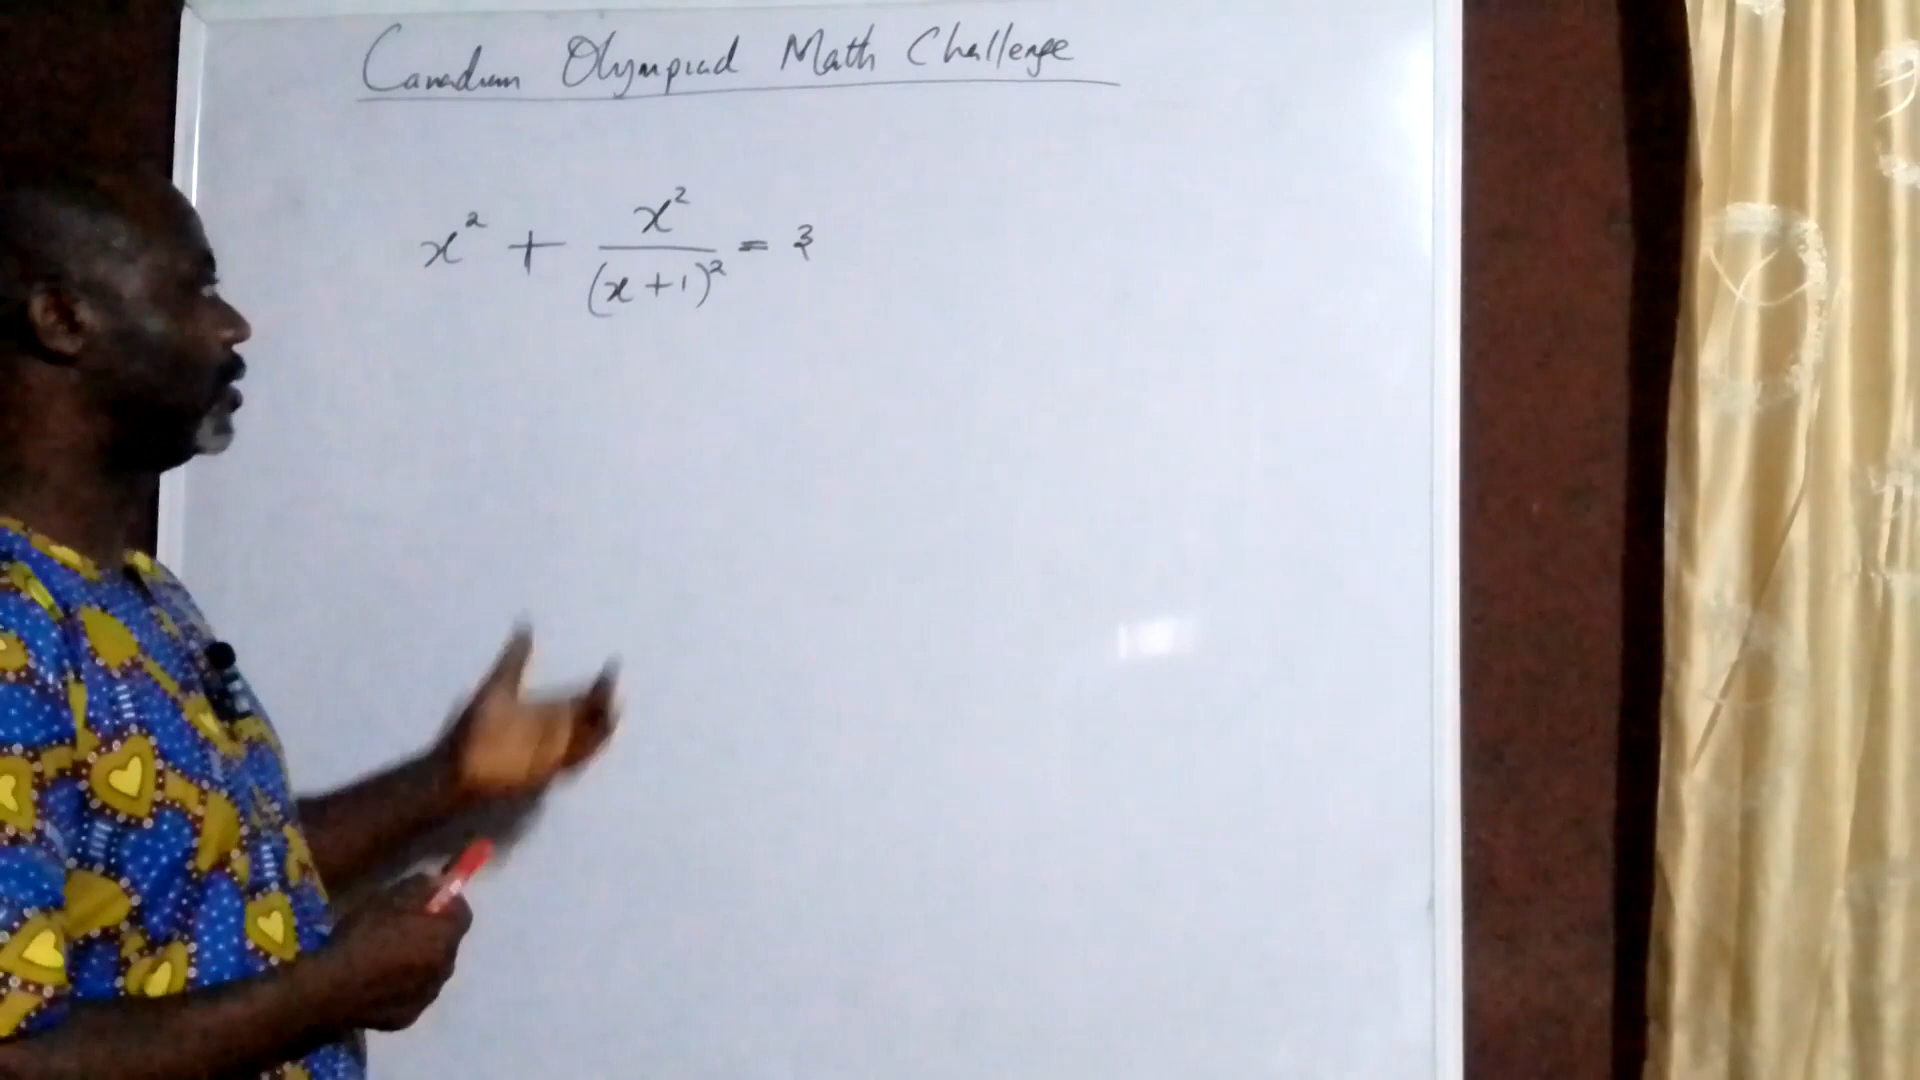 Canadian Olympiad Math Challenge
x² + x²/(x+1)² = 3